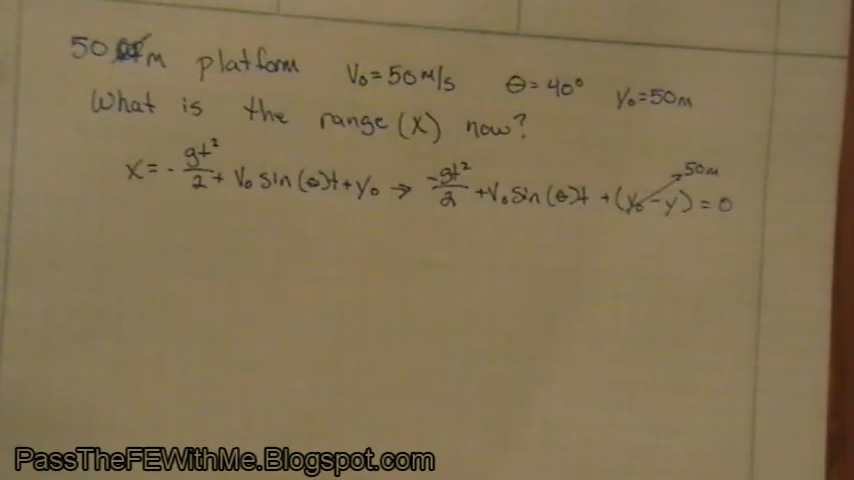 50 m platform V₀=50m/s θ=40° y₀=50m
What is the range (x) now?
x= -gt²/2 + V₀ sin(θ)t + y₀ → -gt²/2 + V₀ sin(θ)t + (y₀-y) = 0 50m
PassTheFEWithMe.Blogspot.com